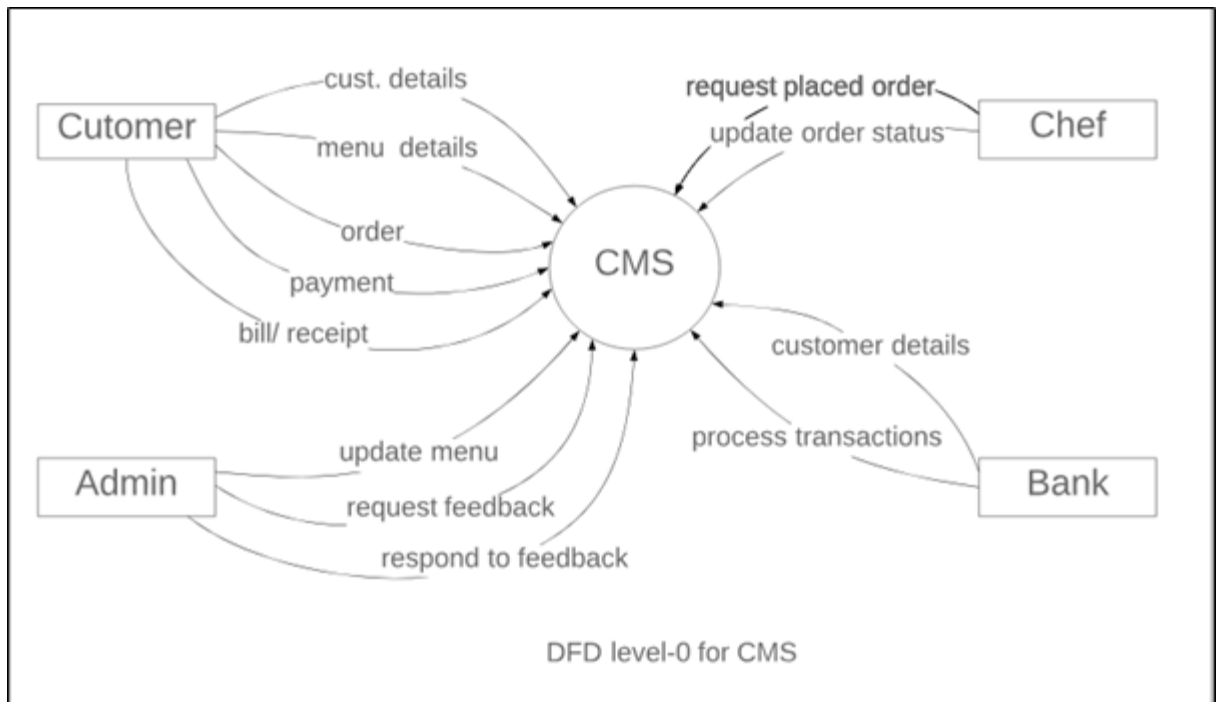 cust. details
request placed order
Cutomer
Chef
update order status
menu  details
order
CMS
payment
bill/ receipt
customer details
update menu
process transactions
Admin
Bank
request feedback
respond to feedback
DFD level-0 for CMS